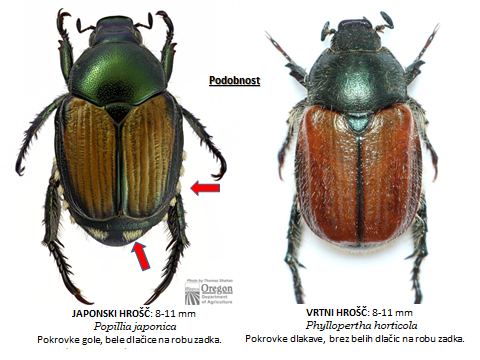 Podobnost
Photo by Thomas Shahan
Oregon
Department
of Agriculture
JAPONSKI HROŠČ: 8-11 mm
Popillia japonica
Pokrovke gole, bele dlačice na robu zadka.
VRTNI HROŠČ: 8-11 mm
Phyllopertha horticola
Pokrovke dlakave, brez belih dlačic na robu zadka.